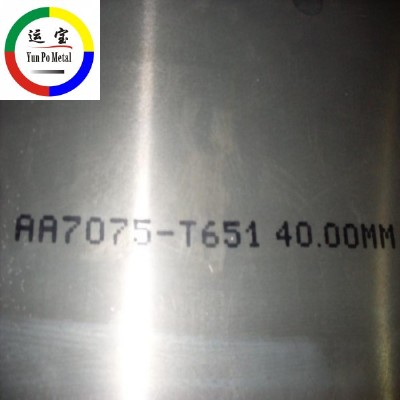 运宝
Yun Po Metal
AA7075-T651 40.00MM